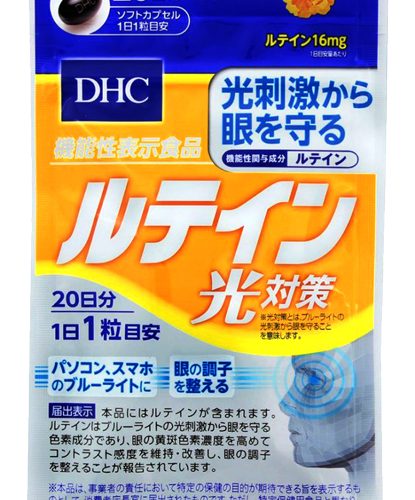 ソフトカプセル
1日1粒目安
ルテイン16mg
1日目安量あたり
DHC
光刺激から
眼を守る
機能性表示食品
機能性関与成分 ルテイン
ルテイン
光対策
20日分
1日1粒目安
※光対策とは、ブルーライトの
光刺激から眼を守ること
を意味します。
パソコン、スマホ
のブルーライトに
眼の調子
を整える
届出表示 本品にはルテインが含まれます。
ルテインはブルーライトの光刺激から眼を守る
色素成分であり、眼の黄斑色素濃度を高めて
コントラスト感度を維持・改善し、眼の調子
を整えることが報告されています。
※本品は、事業者の責任において特定の保健の目的が期待できる旨を表示するも